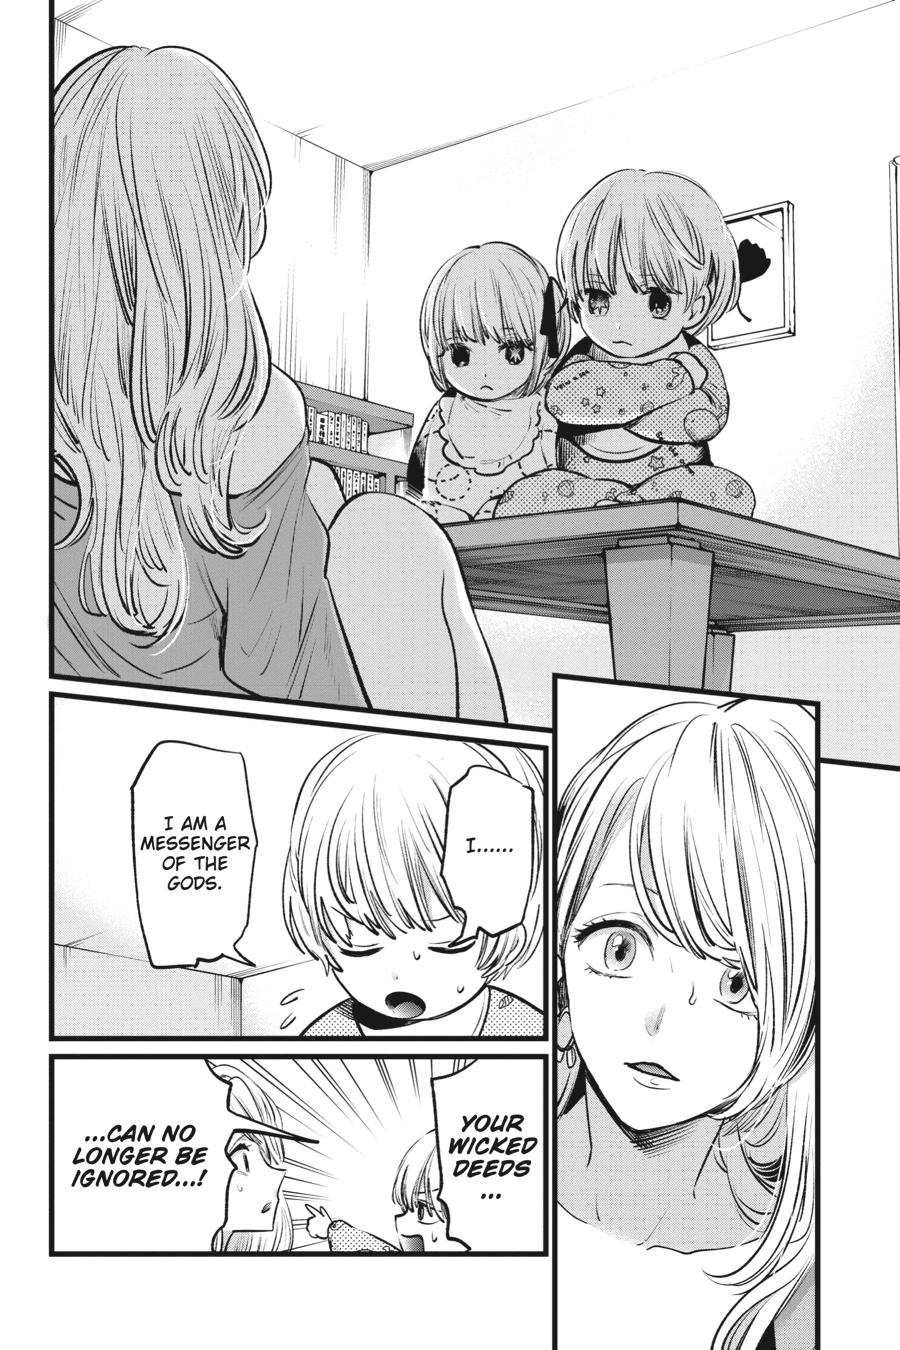 I......
I AM A
MESSENGER
OF THE
GODS.
YOUR
WICKED
DEEDS
...
...CAN NO
LONGER BE
IGNORED...!